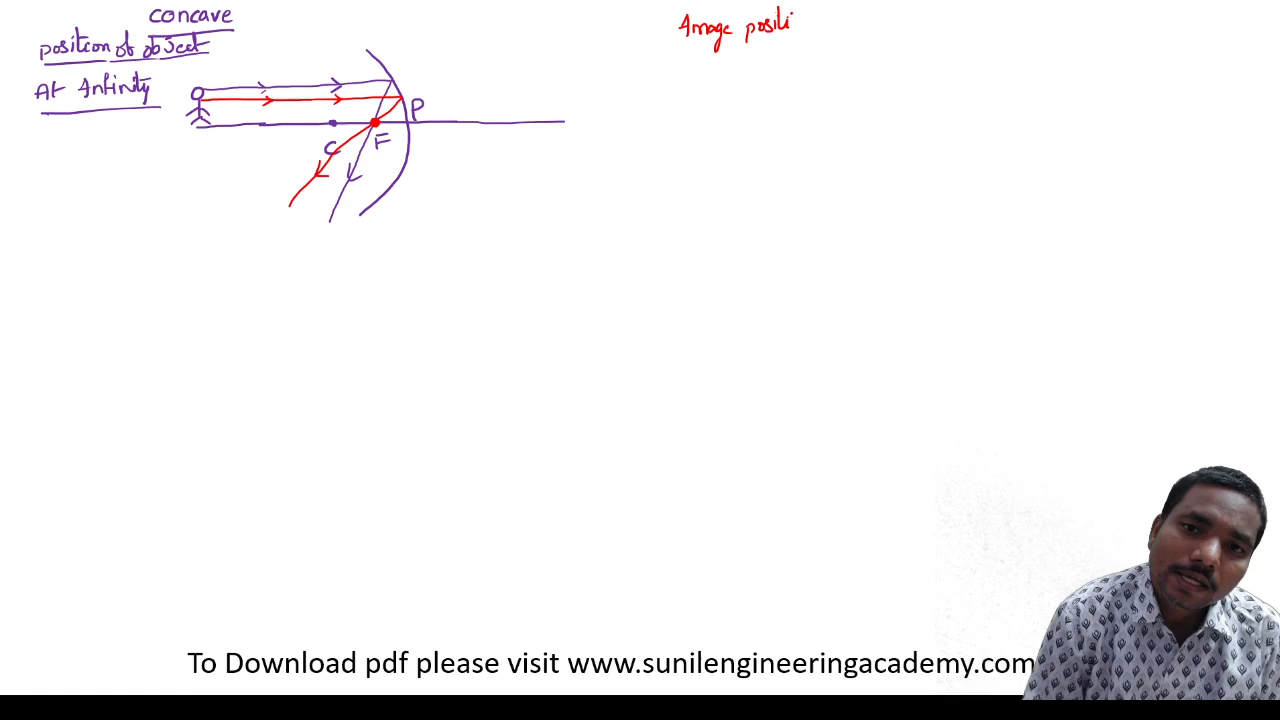 concave
position of object
At Infinity
P
C
F
Image positi
To Download pdf please visit www.sunilengineeringacademy.com